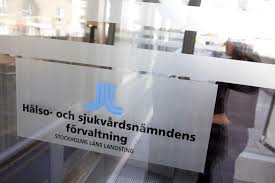 Hälso- och sjukvårdsnämndens
förvaltning
STOCKHOLMS LÄNS LANDSTING